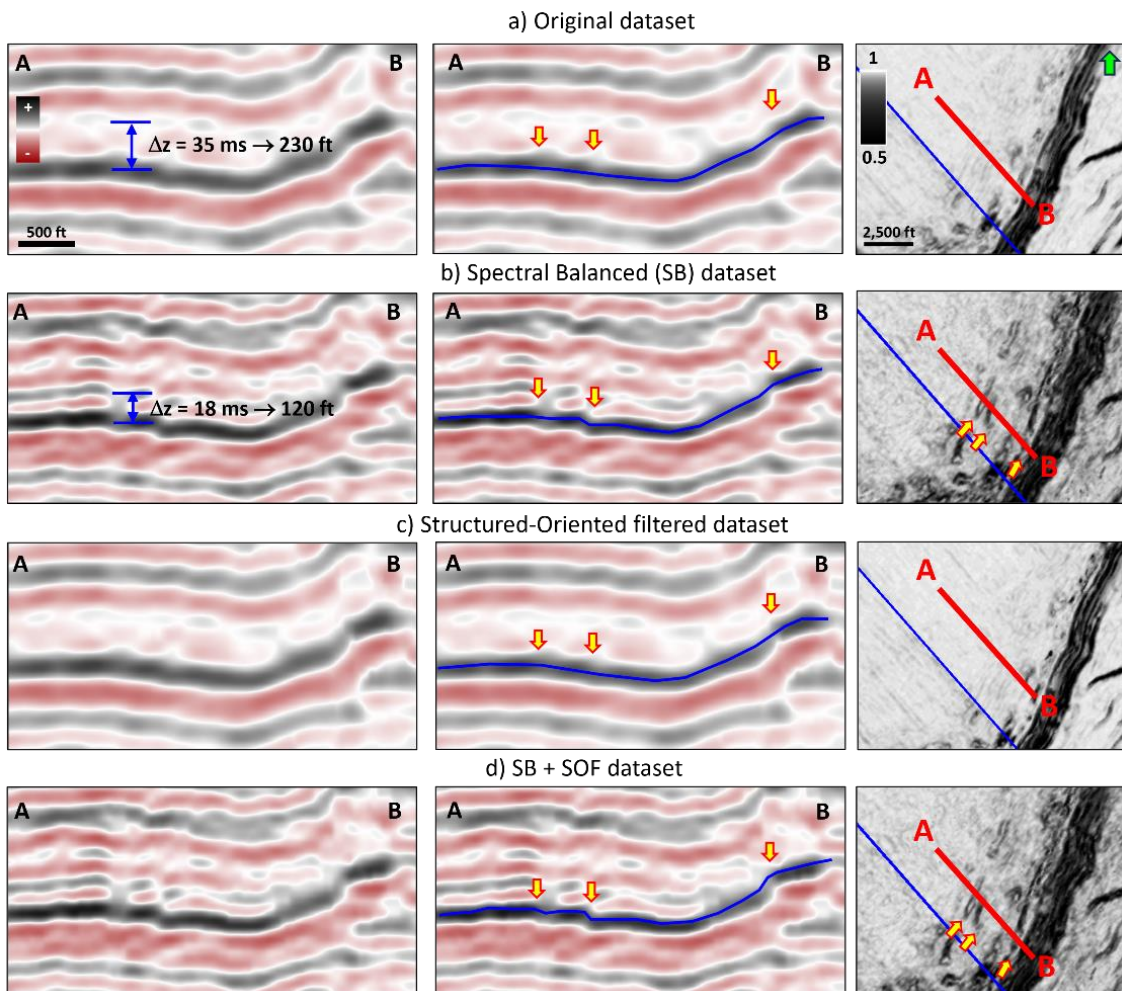 a) Original dataset
A B A B 1
+
-
Δz = 35 ms → 230 ft
A
0.5
B
500 ft 2,500 ft
b) Spectral Balanced (SB) dataset
A B A B
A
Δz = 18 ms → 120 ft
B
c) Structured-Oriented filtered dataset
A B A B
A
B
d) SB + SOF dataset
A B A B
A
B